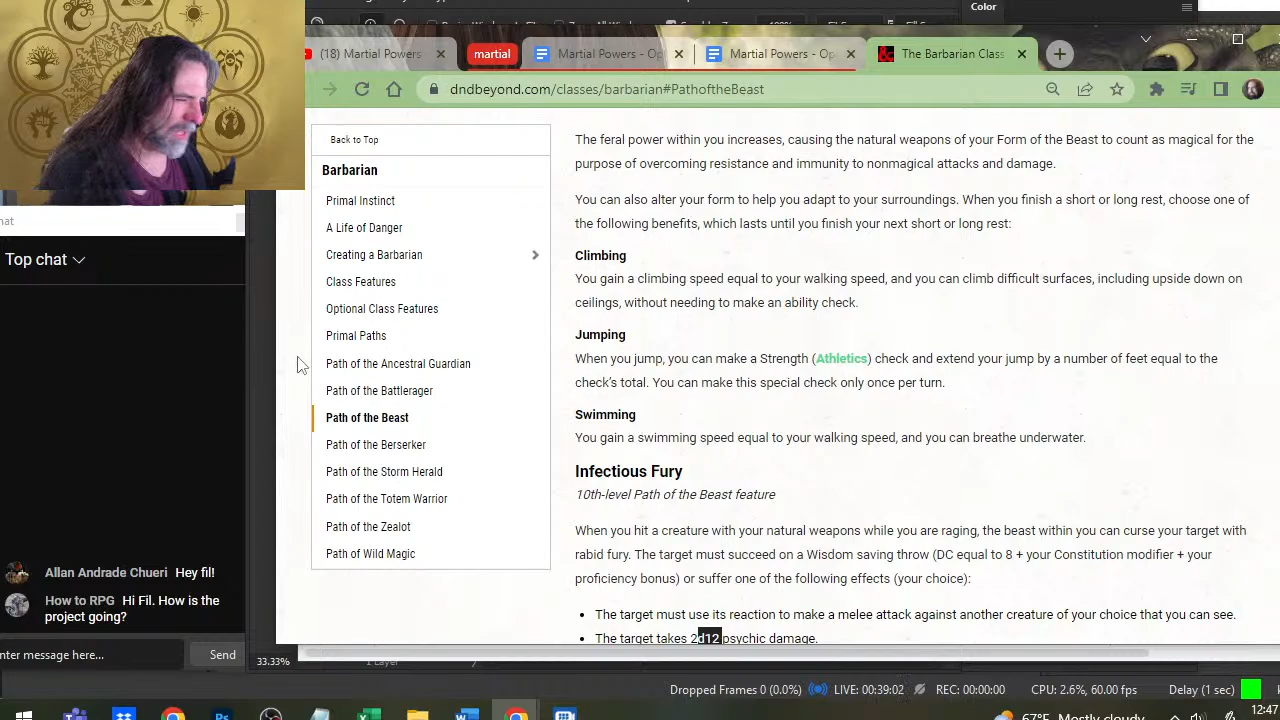 Color
(18) Martial Powers
martial
Martial Powers - Op
Martial Powers - Op
The Barbarian Class
dndbeyond.com/classes/barbarian#PathoftheBeast
Back to Top
Barbarian
Primal Instinct
A Life of Danger
Creating a Barbarian
Class Features
Optional Class Features
Primal Paths
Path of the Ancestral Guardian
Path of the Battlerager
Path of the Beast
Path of the Berserker
Path of the Storm Herald
Path of the Totem Warrior
Path of the Zealot
Path of Wild Magic
The feral power within you increases, causing the natural weapons of your Form of the Beast to count as magical for the
purpose of overcoming resistance and immunity to nonmagical attacks and damage.
You can also alter your form to help you adapt to your surroundings. When you finish a short or long rest, choose one of
the following benefits, which lasts until you finish your next short or long rest:
Climbing
You gain a climbing speed equal to your walking speed, and you can climb difficult surfaces, including upside down on
ceilings, without needing to make an ability check.
Jumping
When you jump, you can make a Strength (Athletics) check and extend your jump by a number of feet equal to the
check's total. You can make this special check only once per turn.
Swimming
You gain a swimming speed equal to your walking speed, and you can breathe underwater.
Infectious Fury
10th-level Path of the Beast feature
When you hit a creature with your natural weapons while you are raging, the beast within you can curse your target with
rabid fury. The target must succeed on a Wisdom saving throw (DC equal to 8 + your Constitution modifier + your
proficiency bonus) or suffer one of the following effects (your choice):
• The target must use its reaction to make a melee attack against another creature of your choice that you can see.
• The target takes 2d12 psychic damage.
hat
Top chat
Allan Andrade Chueri Hey fil!
How to RPG Hi Fil. How is the
project going?
nter message here...
Send
33.33%
1 Layer
Dropped Frames 0 (0.0%)
LIVE: 00:39:02
REC: 00:00:00
CPU: 2.6%, 60.00 fps
Delay (1 sec)
67°F Mostly cloudy
12:47